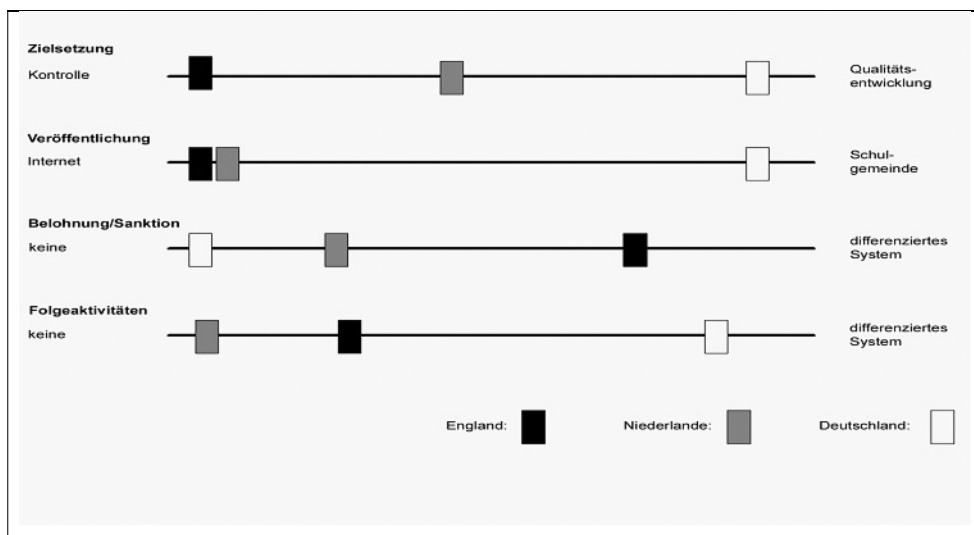 Zielsetzung
Kontrolle
Qualitäts-
entwicklung
Veröffentlichung
Internet
Schul-
gemeinde
Belohnung/Sanktion
keine
differenziertes
System
Folgeaktivitäten
keine
differenziertes
System
England: Niederlande: Deutschland: